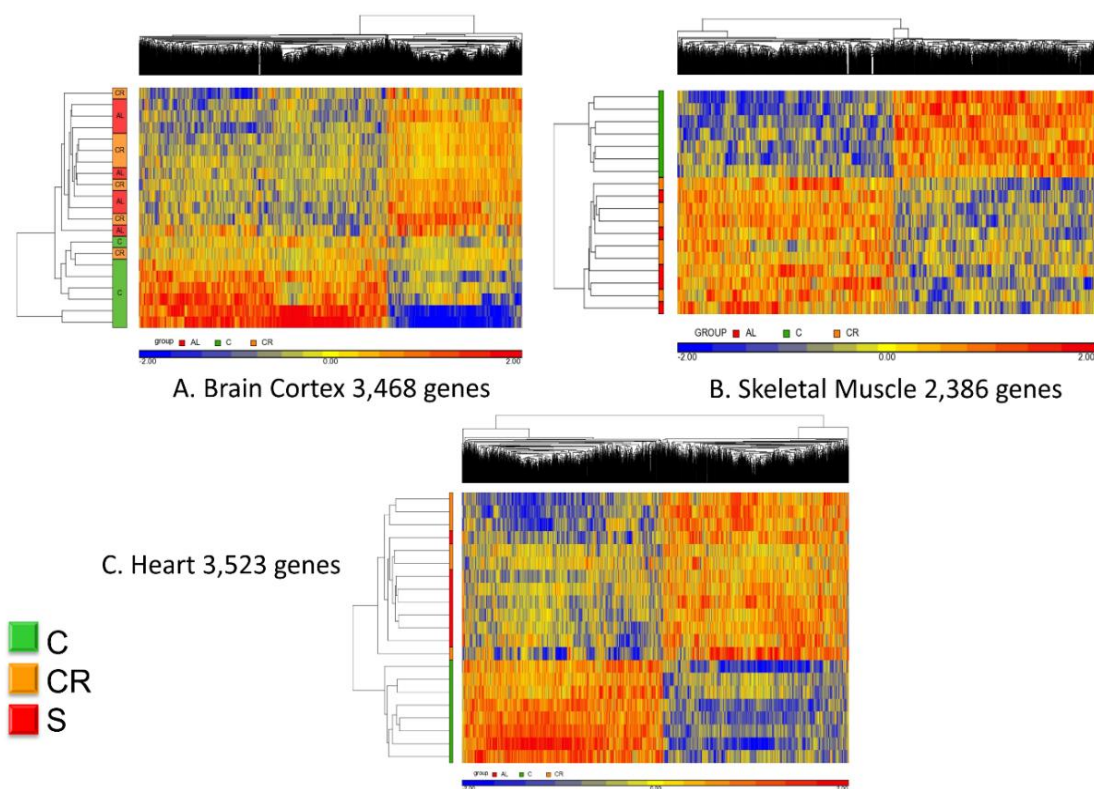 CR
AL
CR
AL
CR
AL
CR
AL
C
CR
C
group AL C CR
-2.00 0.00 2.00
A. Brain Cortex 3,468 genes
GROUP AL C CR
-2.00 0.00 2.00
B. Skeletal Muscle 2,386 genes
C. Heart 3,523 genes
C
CR
S
group AL C CR